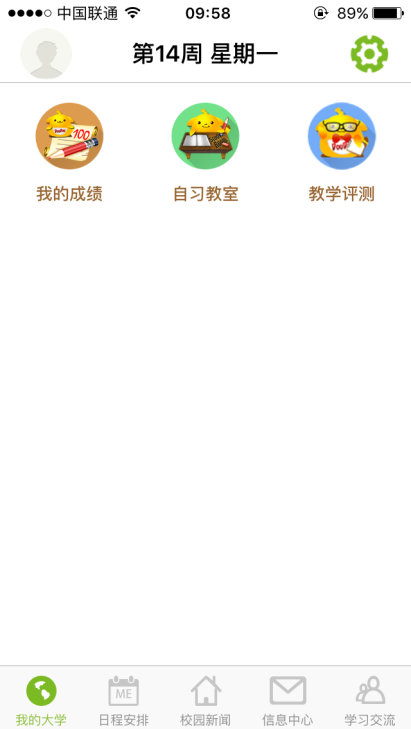 中国联通 09:58 89%
第14周 星期一
100
我的成绩 自习教室 教学评测
ME
我的大学 日程安排 校园新闻 信息中心 学习交流